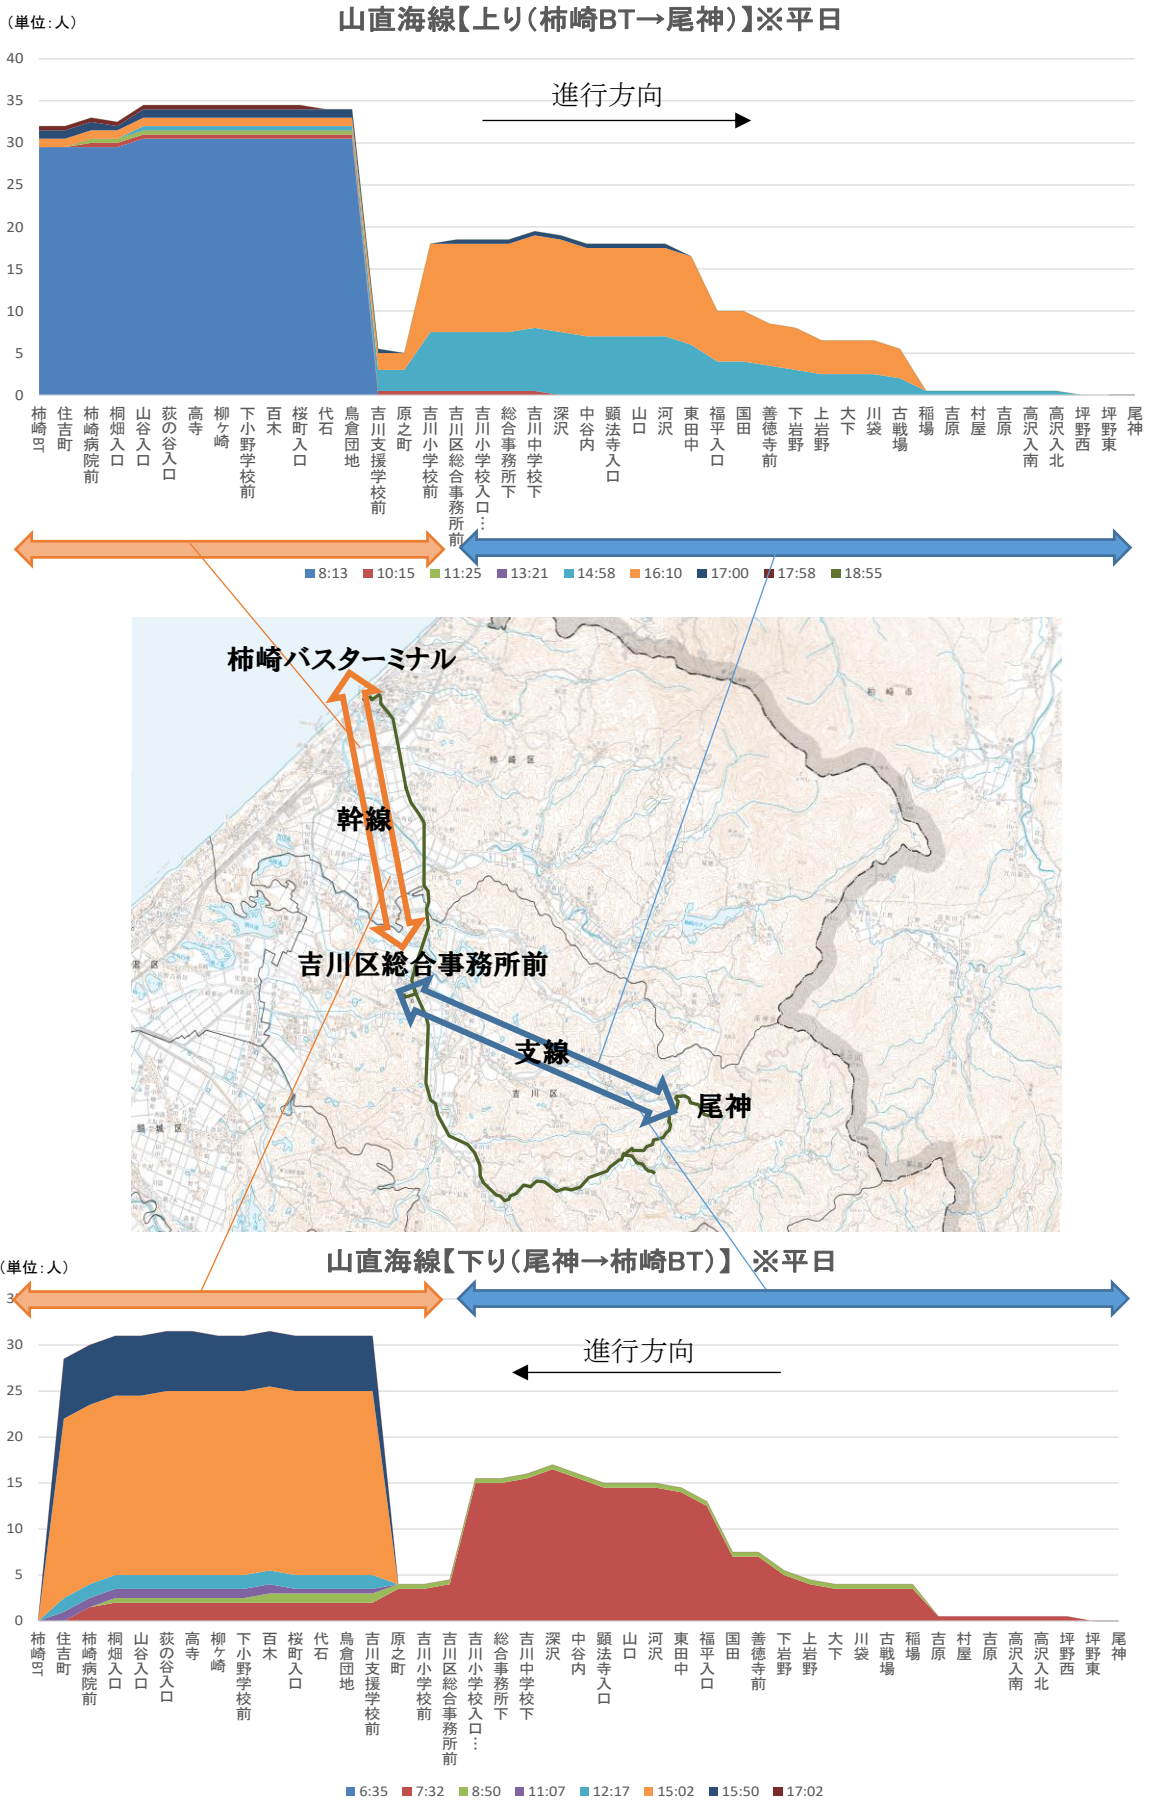 山直海線【上り(柿崎BT→尾神)】※平日
(単位:人)
40
35
30
25
20
15
10
5
0
進行方向
柿崎BT
住吉町
柿崎病院前
桐畑入口
山谷入口
荻の谷入口
高寺
柳ヶ崎
下小野学校前
百木
桜町入口
代石
鳥倉団地
吉川支援学校前
原之町
吉川小学校前
吉川区総合事務所前
吉川小学校入口…
総合事務所下
吉川中学校下
深沢
中谷内
顕法寺入口
山口
河沢
東田中
福平入口
国田
善徳寺前
下岩野
上岩野
大下
川袋
古戦場
稲場
吉原
村屋
吉原
高沢入南
高沢入北
坪野西
坪野東
尾神
8:13 10:15 11:25 13:21 14:58 16:10 17:00 17:58 18:55
柿崎バスターミナル
柏崎市
柿崎区
幹線
吉川区総合事務所前
支線
吉川区
尾神
頸城区
山直海線【下り(尾神→柿崎BT)】 ※平日
(単位:人)
30
25
20
15
10
5
0
進行方向
柿崎BT
住吉町
柿崎病院前
桐畑入口
山谷入口
荻の谷入口
高寺
柳ヶ崎
下小野学校前
百木
桜町入口
代石
鳥倉団地
吉川支援学校前
原之町
吉川小学校前
吉川区総合事務所前
吉川小学校入口…
総合事務所下
吉川中学校下
深沢
中谷内
顕法寺入口
山口
河沢
東田中
福平入口
国田
善徳寺前
下岩野
上岩野
大下
川袋
古戦場
稲場
吉原
村屋
吉原
高沢入南
高沢入北
坪野西
坪野東
尾神
6:35 7:32 8:50 11:07 12:17 15:02 15:50 17:02